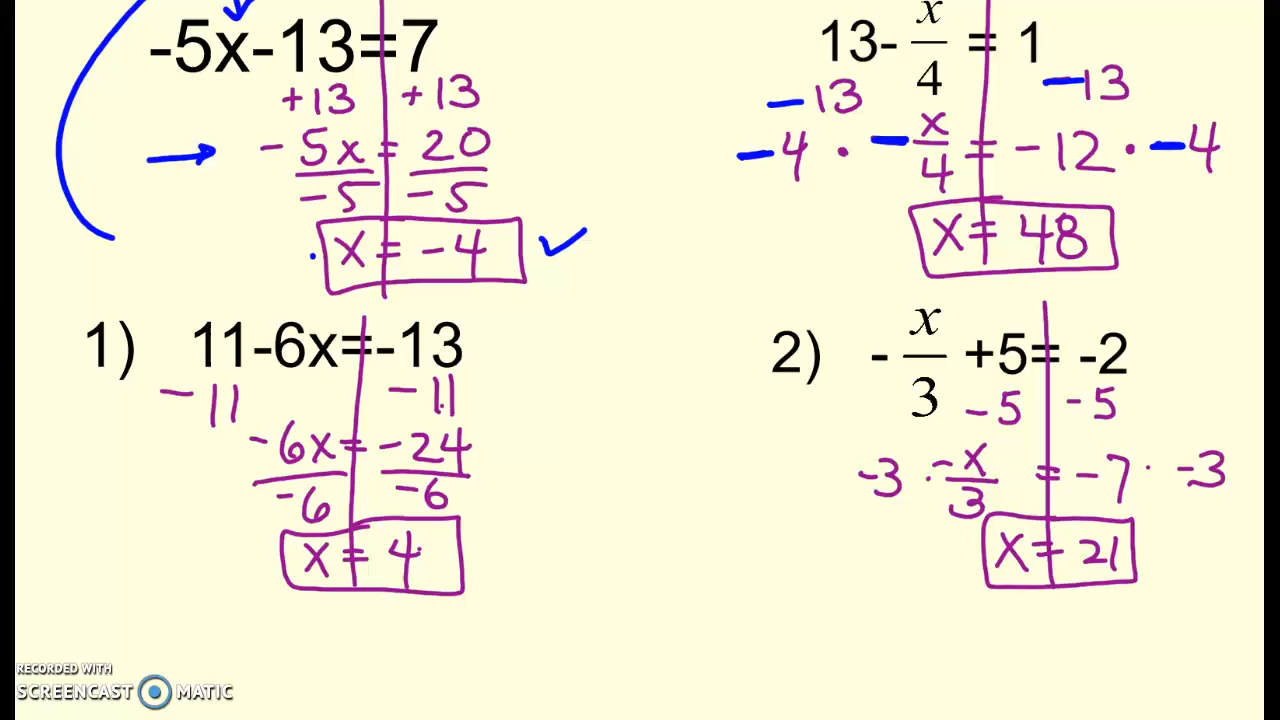 -5x-13=7
+13 +13
-5x = 20
-5 -5
x = -4
13- x/4 = 1
-13 -13
-4 · - x/4 = -12 · -4
x = 48
1) 11-6x=-13
-11 -11
-6x = -24
-6 -6
x = 4
2) - x/3 +5= -2
-5 -5
-3 · -x/3 = -7 · -3
x = 21
RECORDED WITH
SCREENCAST MATIC